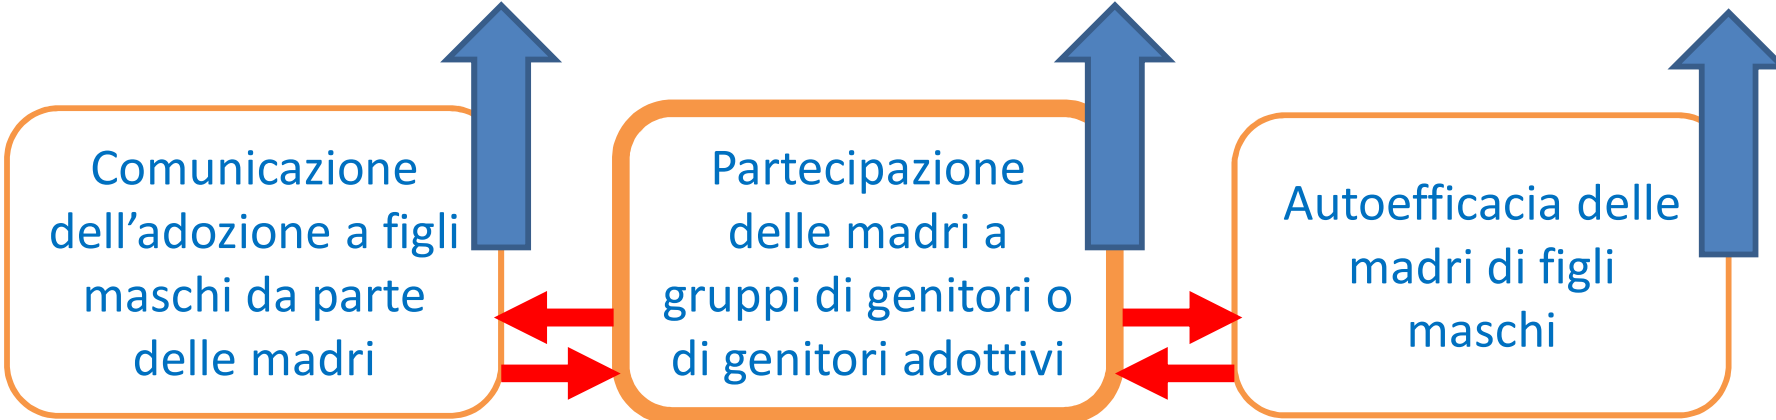 Comunicazione
dell’adozione a figli
maschi da parte
delle madri
Partecipazione
delle madri a
gruppi di genitori o
di genitori adottivi
Autoefficacia delle
madri di figli
maschi